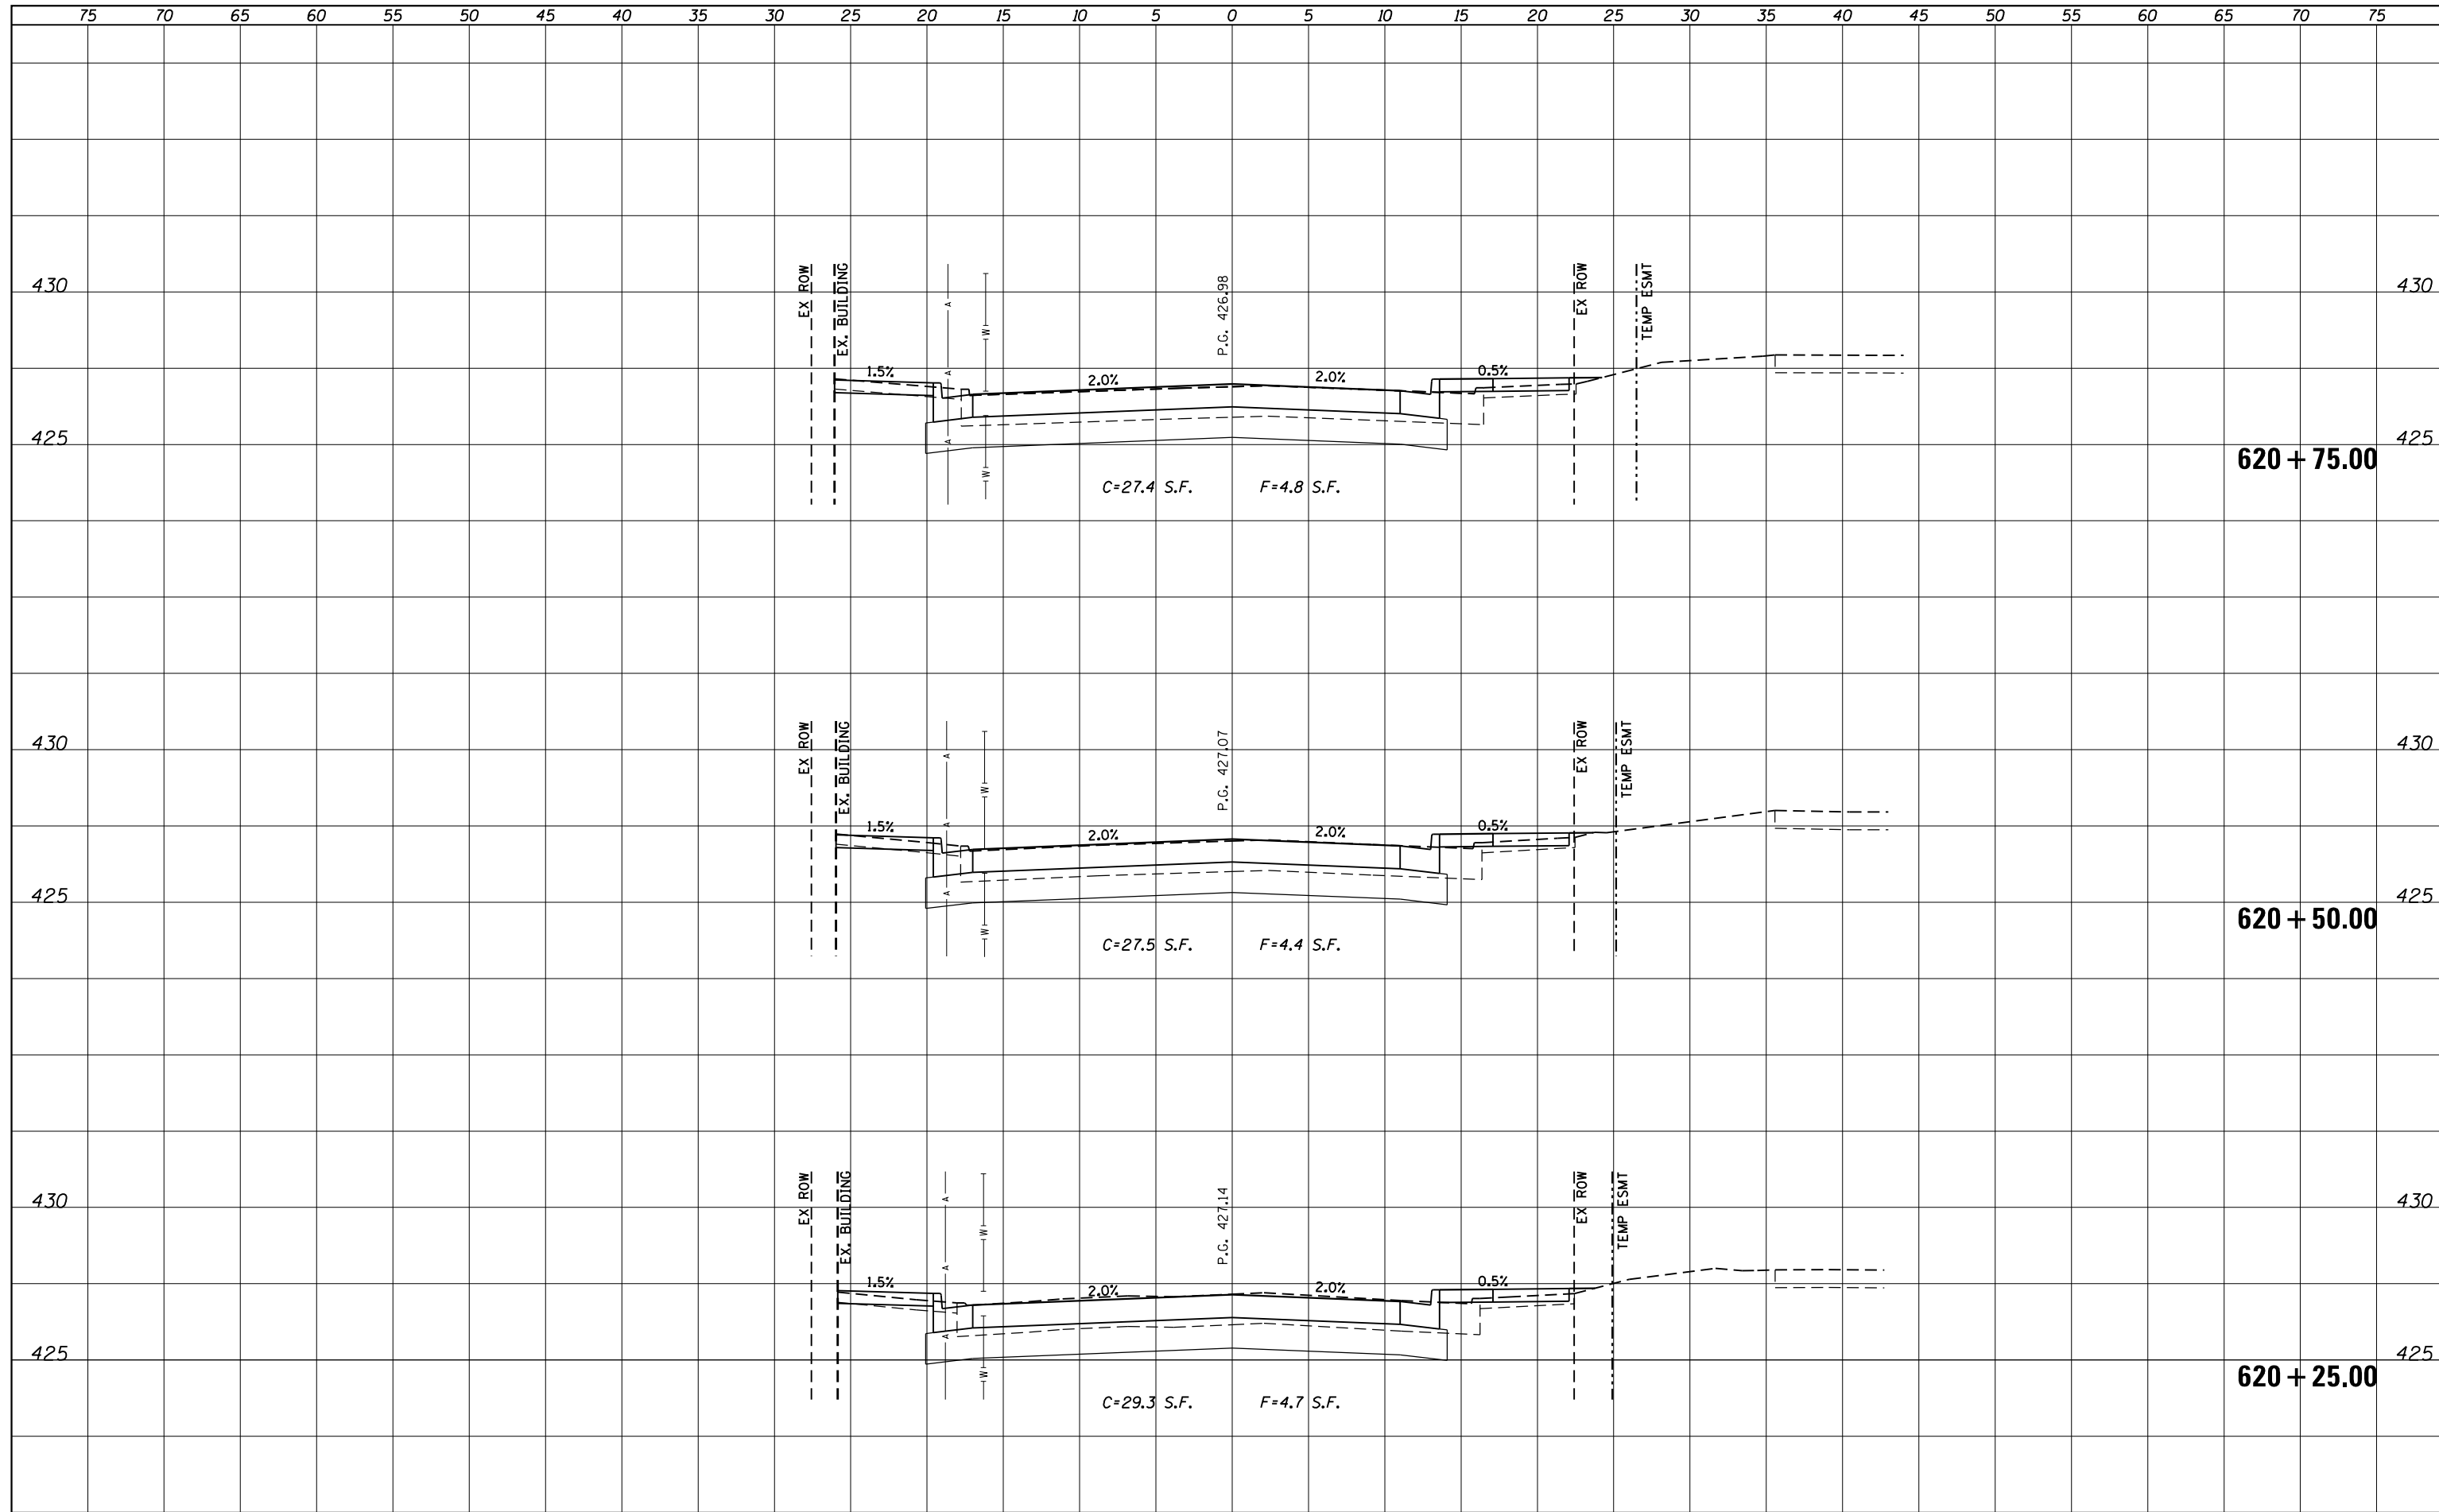 75 70 65 60 55 50 45 40 35 30 25 20 15 10 5 0 5 10 15 20 25 30 35 40 45 50 55 60 65 70 75
EX ROW
EX. BUILDING
A
W
P.G. 426.98
EX ROW
TEMP ESMT
430
430
W
A
1.5%
2.0%
2.0%
0.5%
A
425
425
620+75.00
W
C=27.4 S.F.
F=4.8 S.F.
EX ROW
EX. BUILDING
A
W
P.G. 427.07
EX ROW
TEMP ESMT
430
430
A
1.5%
2.0%
2.0%
0.5%
A
425
425
620+50.00
W
C=27.5 S.F.
F=4.4 S.F.
EX ROW
EX. BUILDING
A
W
P.G. 427.14
EX ROW
TEMP ESMT
430
430
A
1.5%
2.0%
2.0%
0.5%
A
425
425
620+25.00
W
C=29.3 S.F.
F=4.7 S.F.